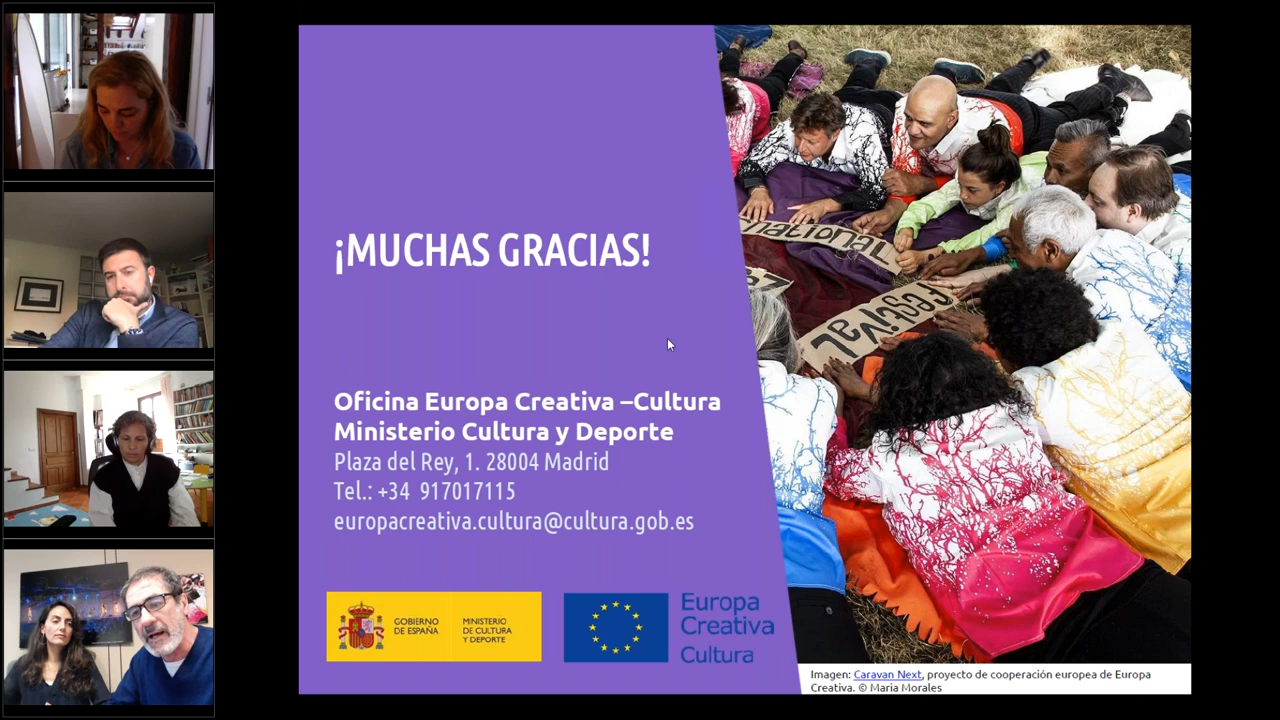 ¡MUCHAS GRACIAS!
Oficina Europa Creativa –Cultura
Ministerio Cultura y Deporte
Plaza del Rey, 1. 28004 Madrid
Tel.: +34 917017115
europacreativa.cultura@cultura.gob.es
GOBIERNO
DE ESPAÑA
MINISTERIO
DE CULTURA
Y DEPORTE
Europa
Creativa
Cultura
Festival
Imagen: Caravan Next, proyecto de cooperación europea de Europa
Creativa. © María Morales